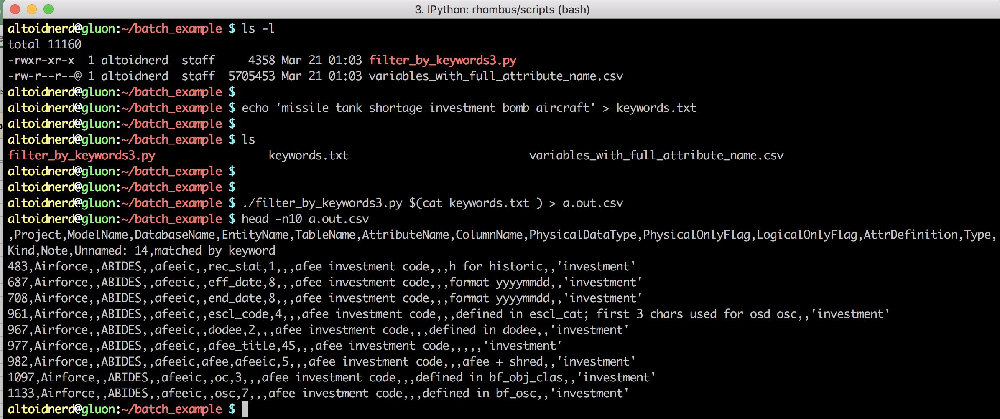 3. IPython: rhombus/scripts (bash)
altoidnerd@gluon:~/batch_example $ ls -l
total 11160
-rwxr-xr-x  1 altoidnerd  staff     4358 Mar 21 01:03 filter_by_keywords3.py
-rw-r--r--@ 1 altoidnerd  staff  5705453 Mar 21 01:03 variables_with_full_attribute_name.csv
altoidnerd@gluon:~/batch_example $
altoidnerd@gluon:~/batch_example $ echo 'missile tank shortage investment bomb aircraft' > keywords.txt
altoidnerd@gluon:~/batch_example $
altoidnerd@gluon:~/batch_example $ ls
filter_by_keywords3.py                 keywords.txt                           variables_with_full_attribute_name.csv
altoidnerd@gluon:~/batch_example $
altoidnerd@gluon:~/batch_example $
altoidnerd@gluon:~/batch_example $ ./filter_by_keywords3.py $(cat keywords.txt ) > a.out.csv
altoidnerd@gluon:~/batch_example $ head -n10 a.out.csv
,Project,ModelName,DatabaseName,EntityName,TableName,AttributeName,ColumnName,PhysicalDataType,PhysicalOnlyFlag,LogicalOnlyFlag,AttrDefinition,Type,
Kind,Note,Unnamed: 14,matched by keyword
483,Airforce,,ABIDES,,afeeic,,rec_stat,1,,,afee investment code,,,h for historic,,'investment'
687,Airforce,,ABIDES,,afeeic,,eff_date,8,,,afee investment code,,,format yyyymmdd,,'investment'
708,Airforce,,ABIDES,,afeeic,,end_date,8,,,afee investment code,,,format yyyymmdd,,'investment'
961,Airforce,,ABIDES,,afeeic,,escl_code,4,,,afee investment code,,,defined in escl_cat; first 3 chars used for osd osc,,'investment'
967,Airforce,,ABIDES,,afeeic,,dodee,2,,,afee investment code,,,defined in dodee,,'investment'
977,Airforce,,ABIDES,,afeeic,,afee_title,45,,,afee investment code,,,,,'investment'
982,Airforce,,ABIDES,,afeeic,afee,afeeic,5,,,afee investment code,,,afee + shred,,'investment'
1097,Airforce,,ABIDES,,afeeic,,oc,3,,,afee investment code,,,defined in bf_obj_clas,,'investment'
1133,Airforce,,ABIDES,,afeeic,,osc,7,,,afee investment code,,,defined in bf_osc,,'investment'
altoidnerd@gluon:~/batch_example $